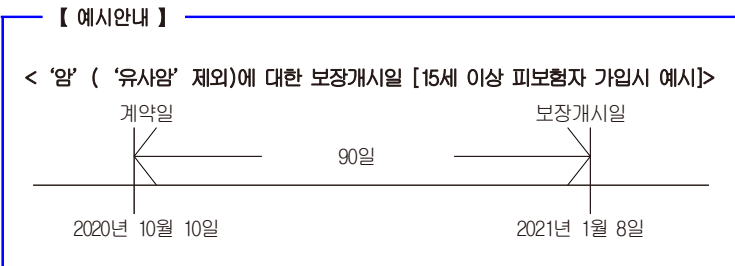 【 예시안내 】
< ‘암’ ( ‘유사암’ 제외)에 대한 보장개시일 [15세 이상 피보험자 가입시 예시]>
계약일 보장개시일
90일
2020년 10월 10일 2021년 1월 8일